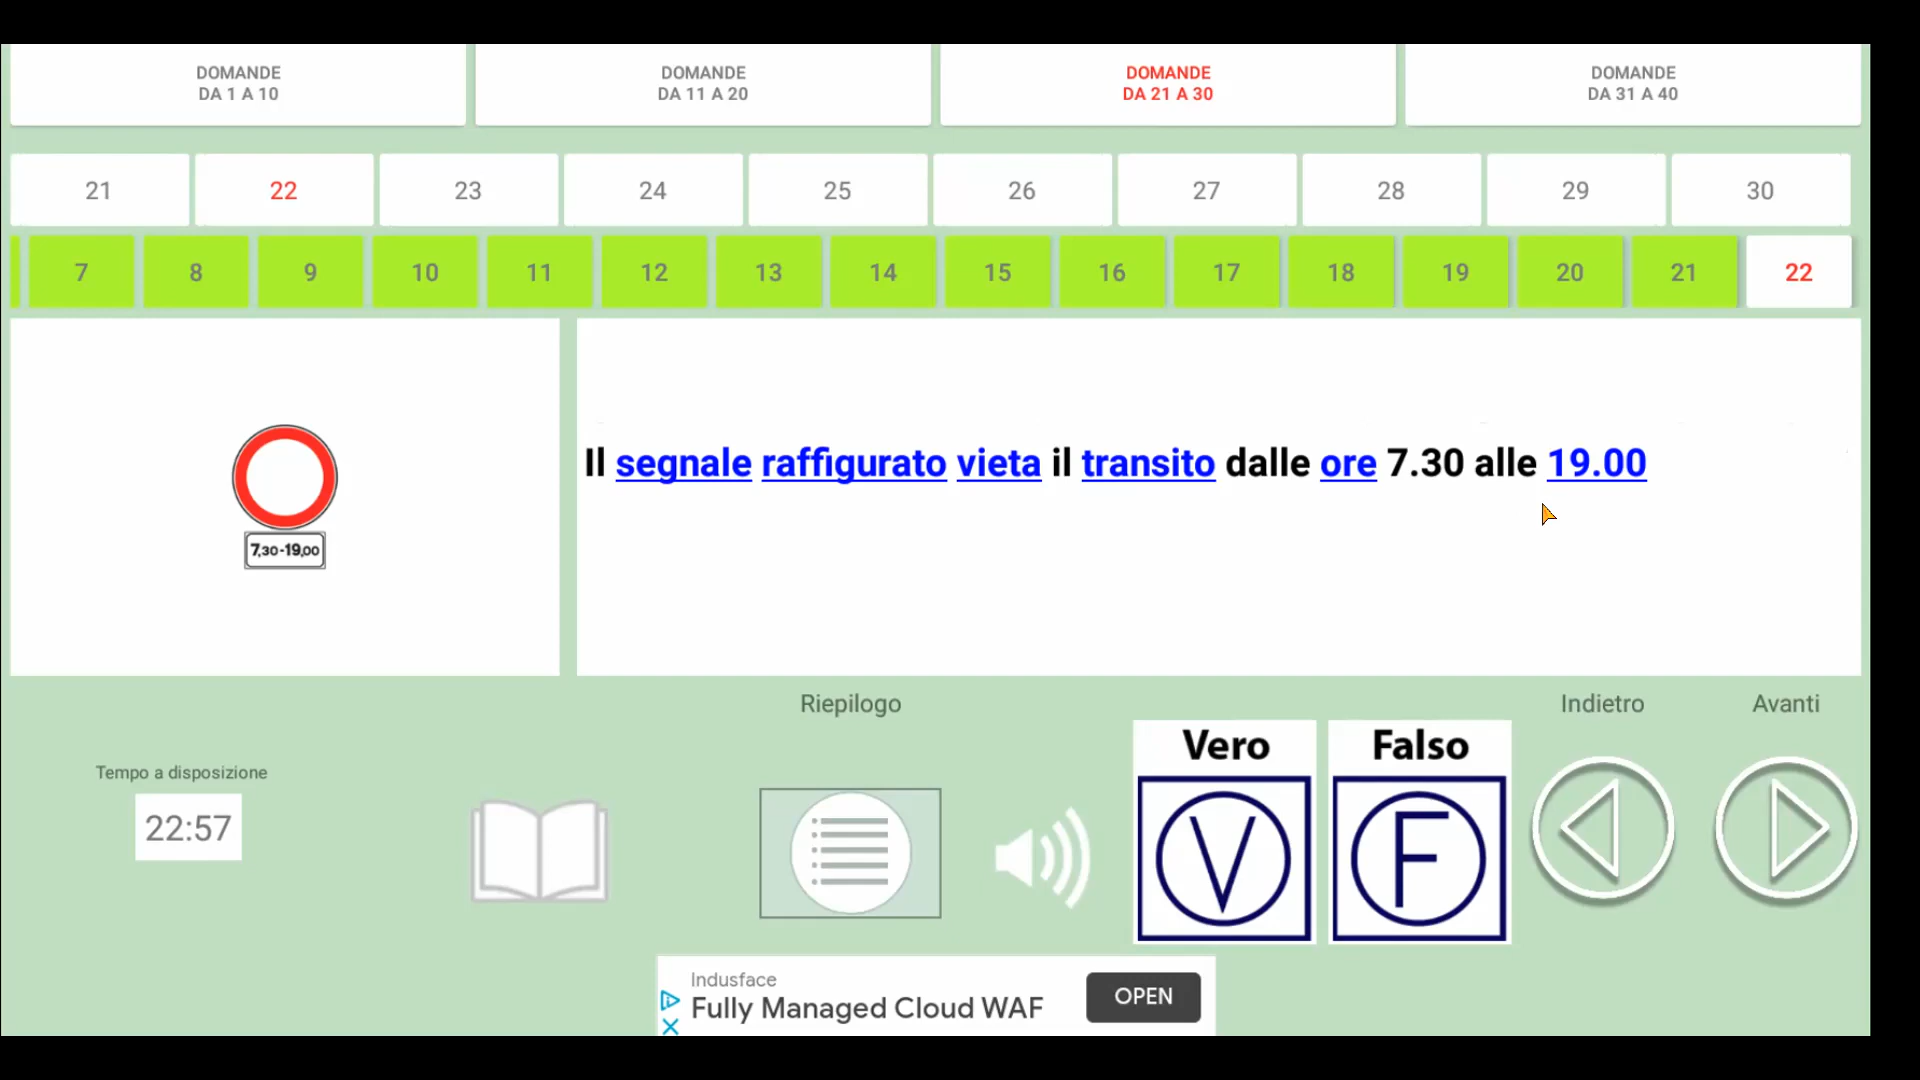 DOMANDE
DA 1 A 10
DOMANDE
DA 11 A 20
DOMANDE
DA 21 A 30
DOMANDE
DA 31 A 40
21 22 23 24 25 26 27 28 29 30
7 8 9 10 11 12 13 14 15 16 17 18 19 20 21 22
7,30-19,00
Il segnale raffigurato vieta il transito dalle ore 7.30 alle 19.00
Riepilogo
Indietro
Avanti
Tempo a disposizione
22:57
Vero
V
Falso
F
Indusface
Fully Managed Cloud WAF
OPEN